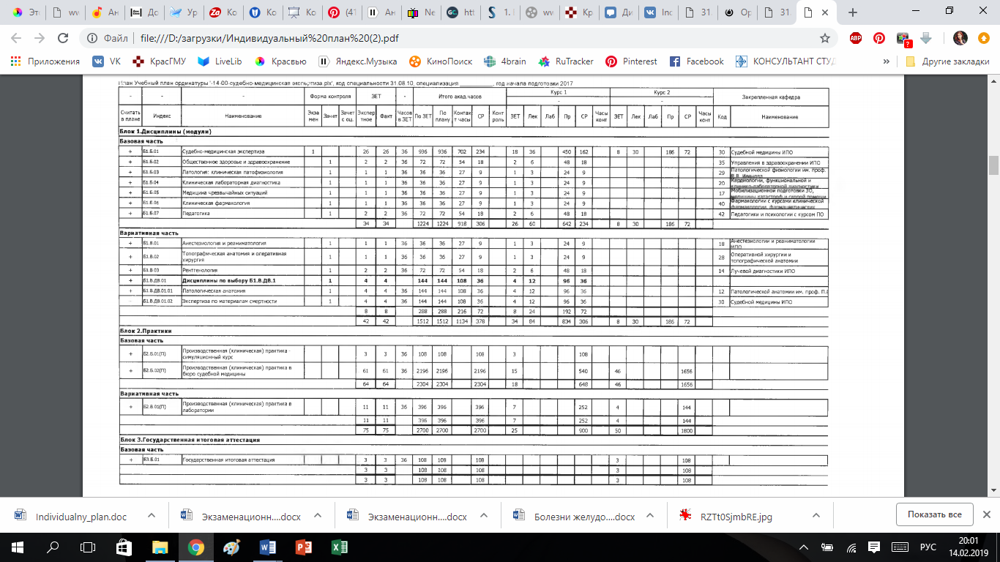 Эт
wv
Ан
До
Ур
Ко
Ко
Ко
(41
Ан
Ne
htt
1. I
wv
Кр
Ди
Inc
31.
Ор
31.
Файл | file:///D:/загрузки/Индивидуальный%20план%20(2).pdf
ABP
?
Приложения VK КрасГМУ LiveLib Красвью Яндекс.Музыка КиноПоиск 4brain RuTracker Pinterest Facebook КОНСУЛЬТАНТ СТУД » Другие закладки
План Учебный план ординатуры '-14-00-судебно-медицинская экспертиза.plx', код специальности 31.08.10, специализация __________, год начала подготовки 2017
- - - Форма контроля ЗЕТ - Итого акад.часов Курс 1 Курс 2 Закрепленная кафедра
- -
Считать в плане Индекс Наименование Экза мен Зачет Зачет с оц. Экспер тное Факт Часов в ЗЕТ По ЗЕТ По плану Контак т часы СР Конт роль ЗЕТ Лек Лаб Пр СР Часы конт ЗЕТ Лек Лаб Пр СР Часы конт Код Наименование
Блок 1.Дисциплины (модули)
Базовая часть
+ Б1.Б.01 Судебно-медицинская экспертиза 1 26 26 36 936 936 702 234 18 36 450 162 8 30 186 72 30 Судебной медицины ИПО
+ Б1.Б.02 Общественное здоровье и здравоохранение 1 2 2 36 72 72 54 18 2 6 48 18 35 Управления в здравоохранении ИПО
+ Б1.Б.03 Патология: клиническая патофизиология 1 1 1 36 36 36 27 9 1 3 24 9 29 Патологической физиологии им. проф.
+ Б1.Б.04 Клиническая лабораторная диагностика 1 1 1 36 36 36 27 9 1 3 24 9 20 Кардиологии, функциональной и
+ Б1.Б.05 Медицина чрезвычайных ситуаций 1 1 1 36 36 36 27 9 1 3 24 9 17 Мобилизационной подготовки ЗО,
+ Б1.Б.06 Клиническая фармакология 1 1 1 36 36 36 27 9 1 3 24 9 40 Фармакологии с курсами клинической
+ Б1.Б.07 Педагогика 1 2 2 36 72 72 54 18 2 6 48 18 42 Педагогики и психологии с курсом ПО
34 34 1224 1224 918 306 26 60 642 234 8 30 186 72
Вариативная часть
+ Б1.В.01 Анестезиология и реаниматология 1 1 1 36 36 36 27 9 1 3 24 9 18 Анестезиологии и реаниматологии ИПО
+ Б1.В.02 Топографическая анатомия и оперативная хирургия 1 1 1 36 36 36 27 9 1 3 24 9 28 Оперативной хирургии и топографической анатомии
+ Б1.В.03 Рентгенология 1 2 2 36 72 72 54 18 2 6 48 18 14 Лучевой диагностики ИПО
+ Б1.В.ДВ.01 Дисциплины по выбору Б1.В.ДВ.1 1 4 4 144 144 108 36 4 12 96 36
+ Б1.В.ДВ.01.01 Патологическая анатомия 1 4 4 36 144 144 108 36 4 12 96 36 12 Патологической анатомии им. проф. П.
- Б1.В.ДВ.01.02 Экспертиза по материалам смертности 1 4 4 36 144 144 108 36 4 12 96 36 30 Судебной медицины ИПО
8 8 288 288 216 72 8 24 192 72
42 42 1512 1512 1134 378 34 84 834 306 8 30 186 72
Блок 2.Практики
Базовая часть
+ Б2.Б.01(П) Производственная (клиническая) практика - симуляционный курс 3 3 36 108 108 108 3 108
+ Б2.Б.02(П) Производственная (клиническая) практика в бюро судебной медицины 61 61 36 2196 2196 2196 15 540 46 1656
64 64 2304 2304 2304 18 648 46 1656
Вариативная часть
+ Б2.В.01(П) Производственная (клиническая) практика в лаборатории 11 11 36 396 396 396 7 252 4 144
11 11 396 396 396 7 252 4 144
75 75 2700 2700 2700 25 900 50 1800
Блок 3.Государственная итоговая аттестация
Базовая часть
+ Б3.Б.01 Государственная итоговая аттестация 3 3 36 108 108 108 3 108
3 3 108 108 108 3 108
3 3 108 108 108 3 108
Individualny_plan.doc Экзаменационн....docx Экзаменационн....docx Болезни желудо....docx RZTt0SjmbRE.jpg Показать все
РУС 20:01
14.02.2019